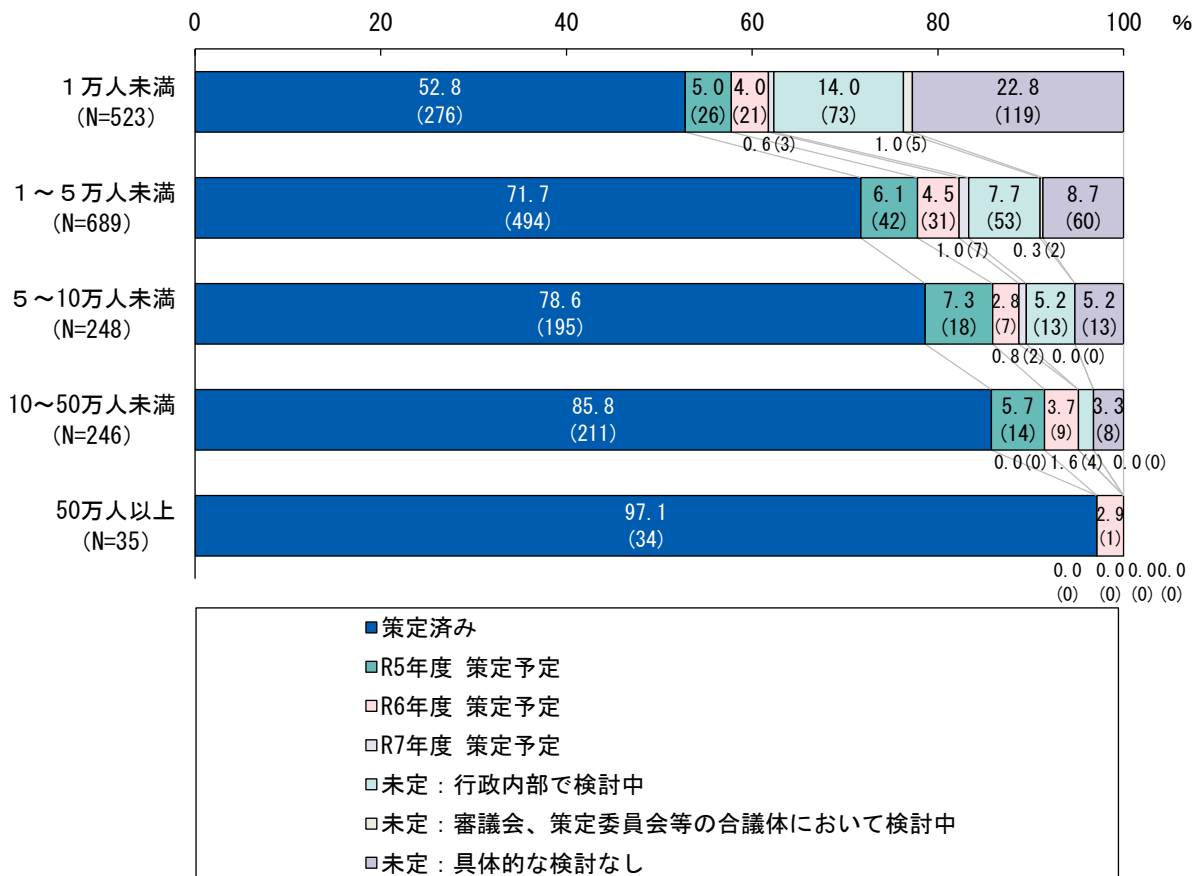 0 20 40 60 80 100 %
１万人未満
(N=523)
52.8
(276)
5.0
(26)
4.0
(21)
0.6(3)
14.0
(73)
1.0(5)
22.8
(119)
１～５万人未満
(N=689)
71.7
(494)
6.1
(42)
4.5
(31)
1.0(7)
7.7
(53)
0.3(2)
8.7
(60)
５～10万人未満
(N=248)
78.6
(195)
7.3
(18)
2.8
(7)
0.8(2)
5.2
(13)
0.0(0)
5.2
(13)
10～50万人未満
(N=246)
85.8
(211)
5.7
(14)
3.7
(9)
0.0(0)
1.6(4)
0.0(0)
3.3
(8)
50万人以上
(N=35)
97.1
(34)
2.9
(1)
0.0 0.0 0.0 0.0
(0) (0) (0) (0)
策定済み
R5年度 策定予定
R6年度 策定予定
R7年度 策定予定
未定：行政内部で検討中
未定：審議会、策定委員会等の合議体において検討中
未定：具体的な検討なし